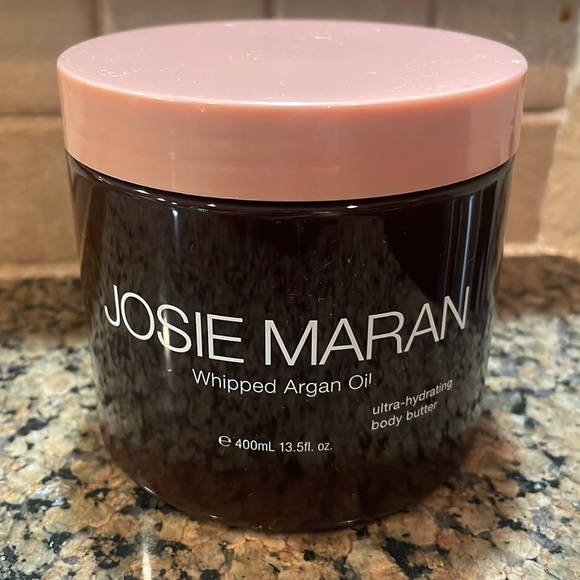 JOSIE MARAN
Whipped Argan Oil
ultra-hydrating
body butter
℮ 400mL 13.5fl. oz.